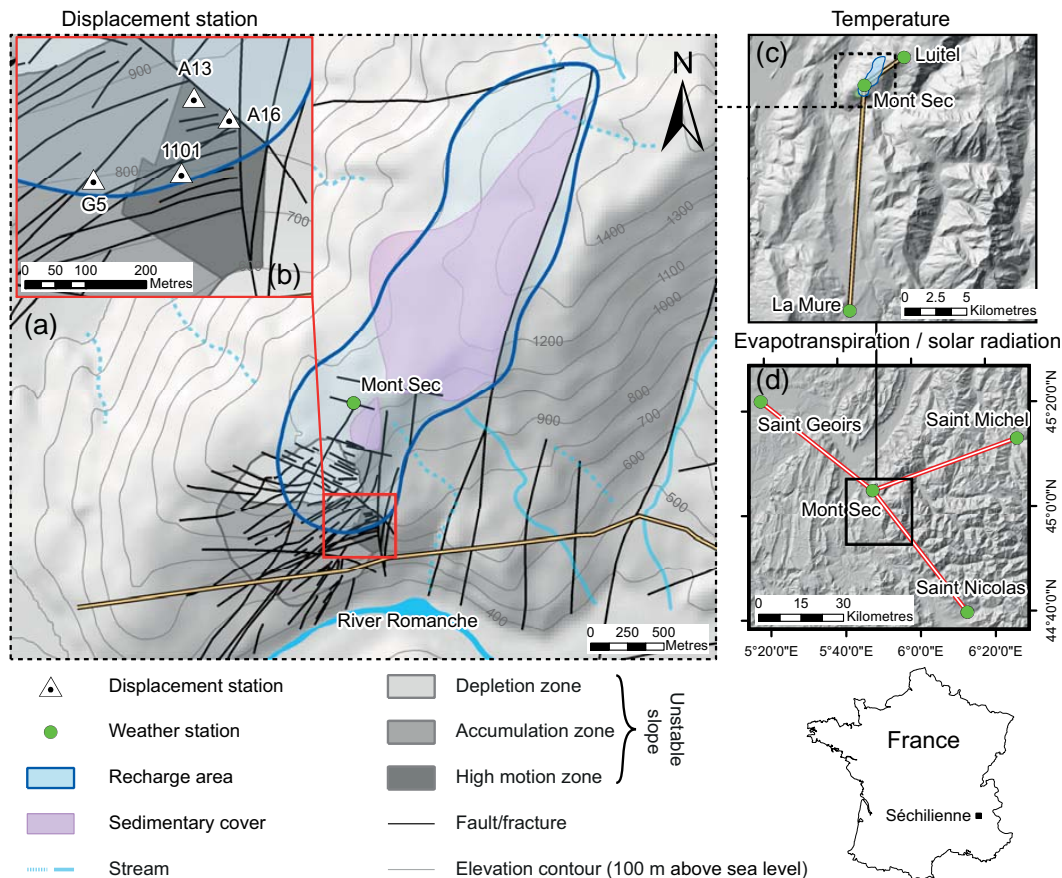 Displacement station
A13
A16
1101
G5
900
800
700
0 50 100 200
Metres
(b)
(a)
N
Mont Sec
1400
1300
1100
1000
1200
900
800
700
600
500
400
River Romanche
0 250 500
Metres
Temperature
(c)
Luitel
Mont Sec
La Mure
0 2.5 5
Kilometres
Evapotranspiration / solar radiation
(d)
Saint Geoirs
Saint Michel
Mont Sec
Saint Nicolas
0 15 30
Kilometres
45°20'0"N
45°0'0"N
44°40'0"N
5°20'0"E 5°40'0"E 6°0'0"E 6°20'0"E
Displacement station
Weather station
Recharge area
Sedimentary cover
Stream
Depletion zone
Accumulation zone
High motion zone
Unstable
slope
Fault/fracture
Elevation contour (100 m above sea level)
France
Séchilienne